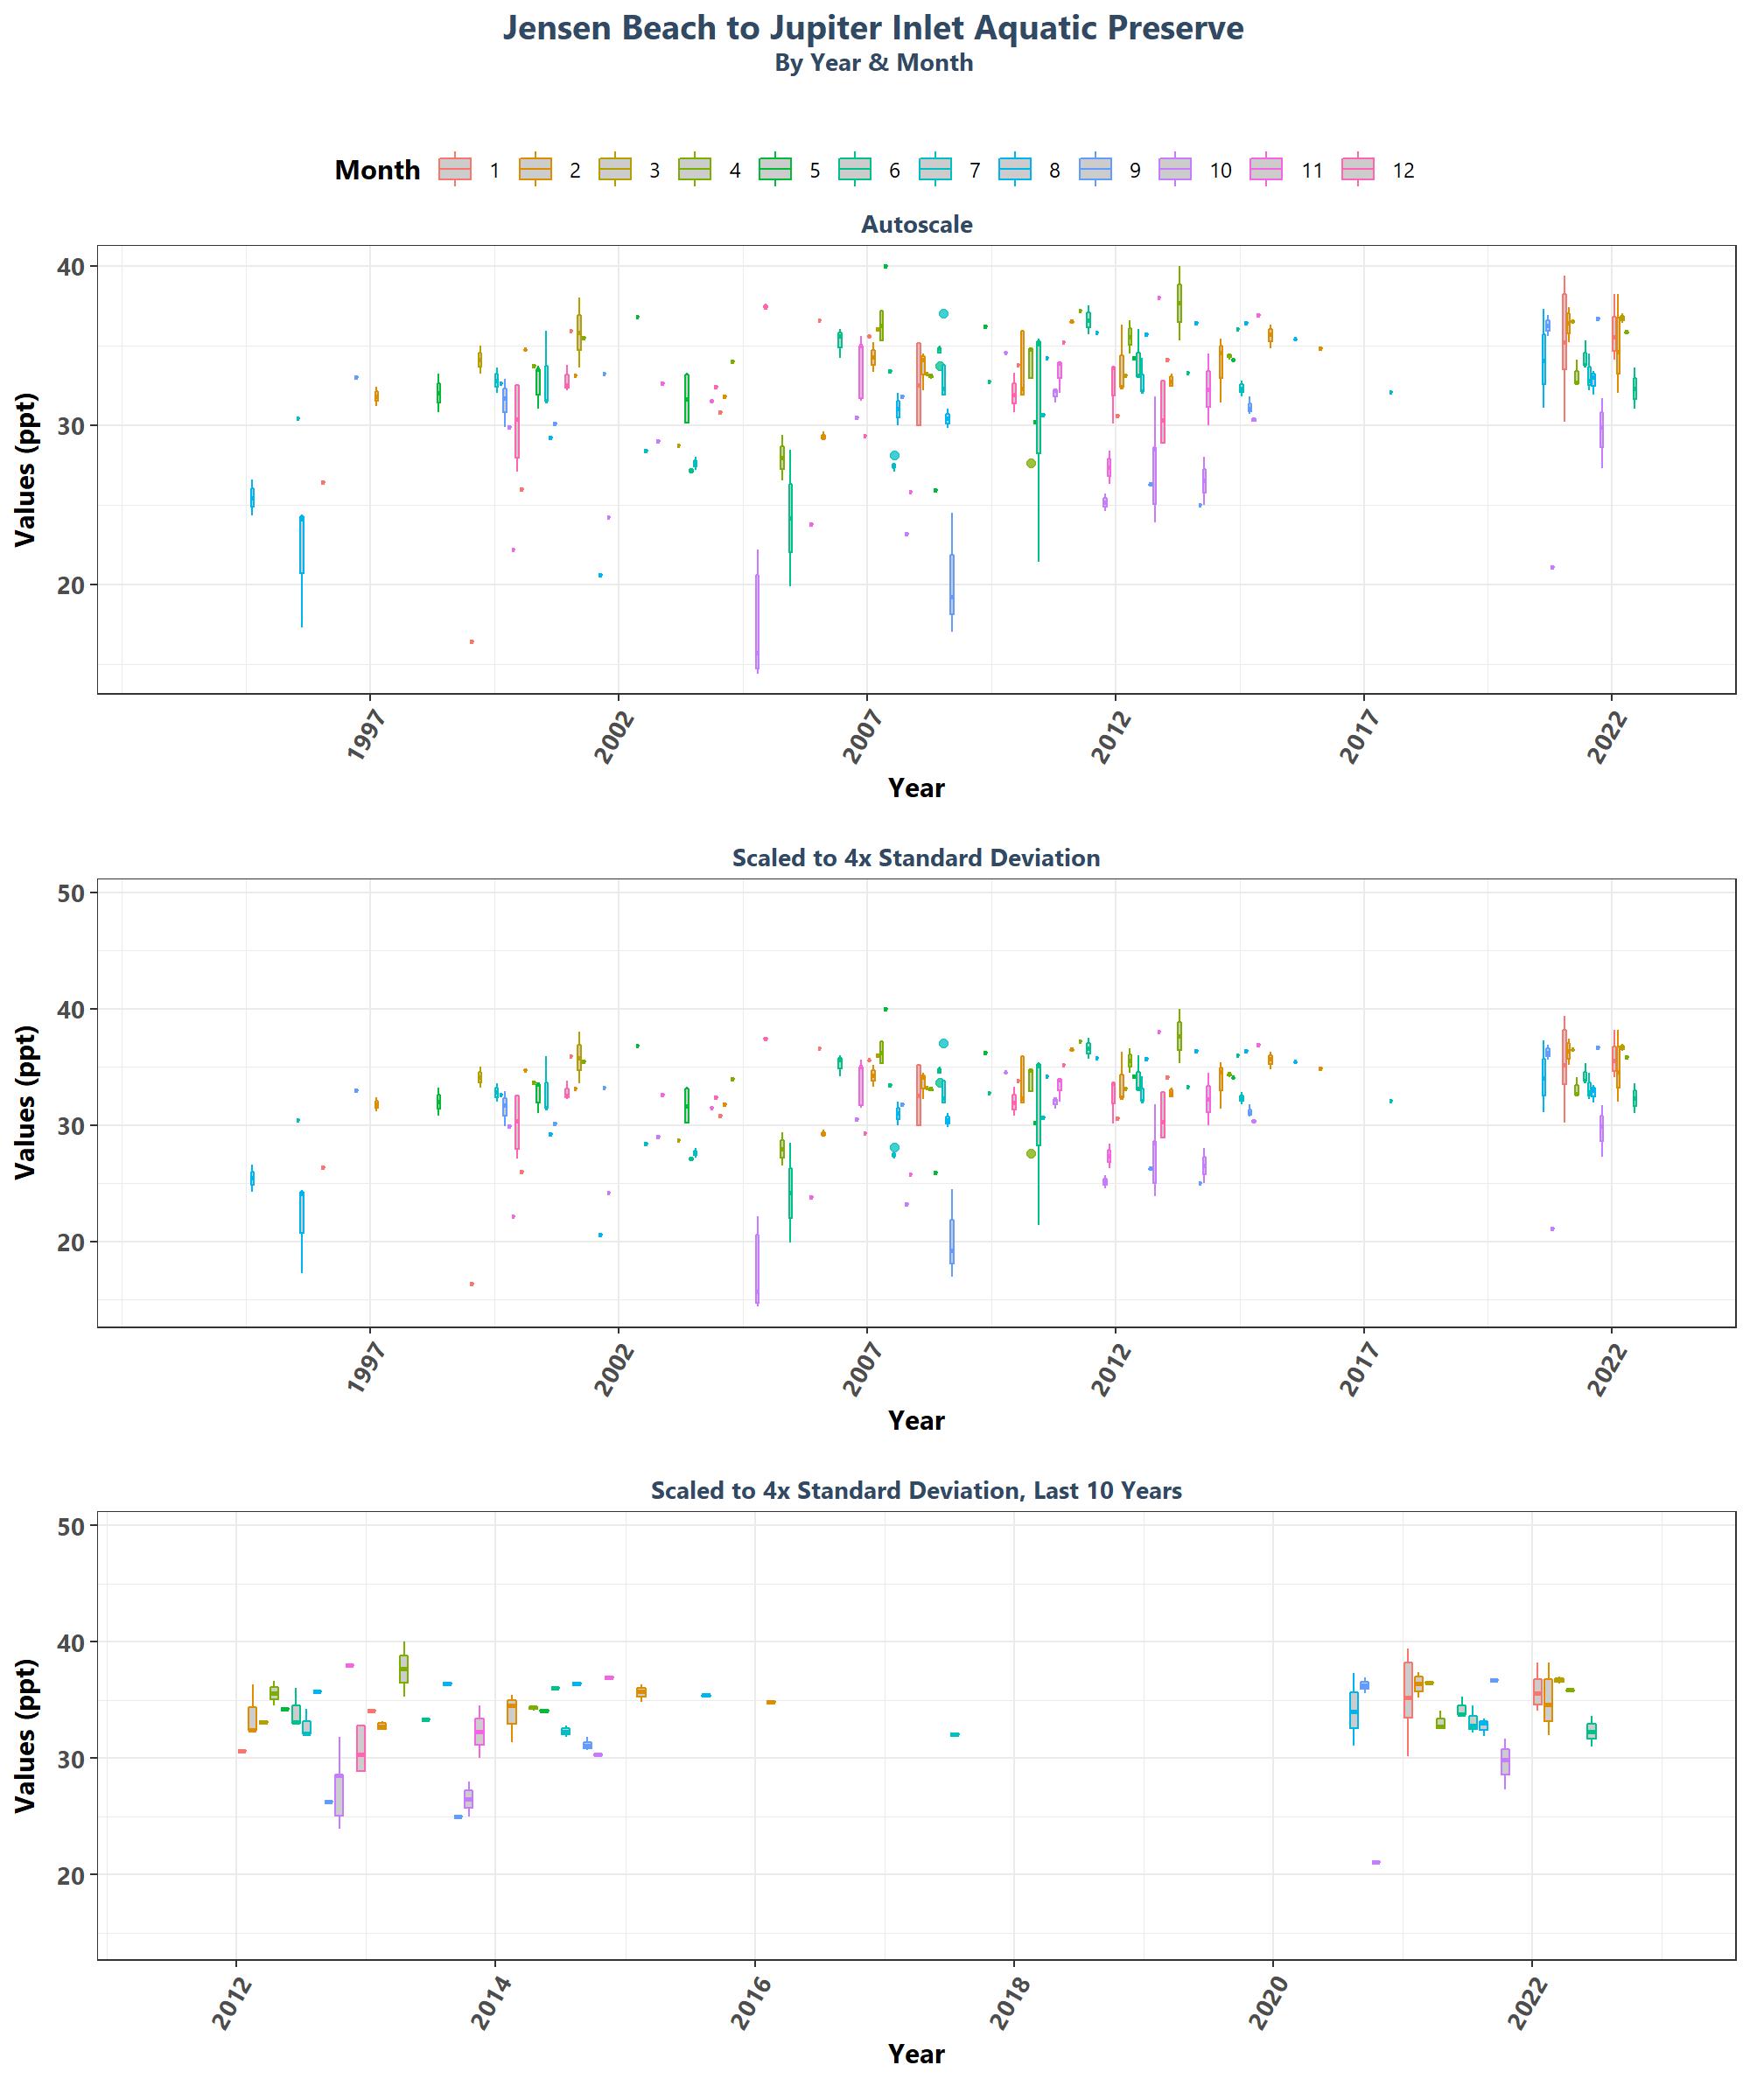 Jensen Beach to Jupiter Inlet Aquatic Preserve
By Year & Month
Month 1 2 3 4 5 6 7 8 9 10 11 12
Autoscale
Values (ppt)
40
30
20
1997 2002 2007 2012 2017 2022
Year
Scaled to 4x Standard Deviation
Values (ppt)
50
40
30
20
1997 2002 2007 2012 2017 2022
Year
Scaled to 4x Standard Deviation, Last 10 Years
Values (ppt)
50
40
30
20
2012 2014 2016 2018 2020 2022
Year